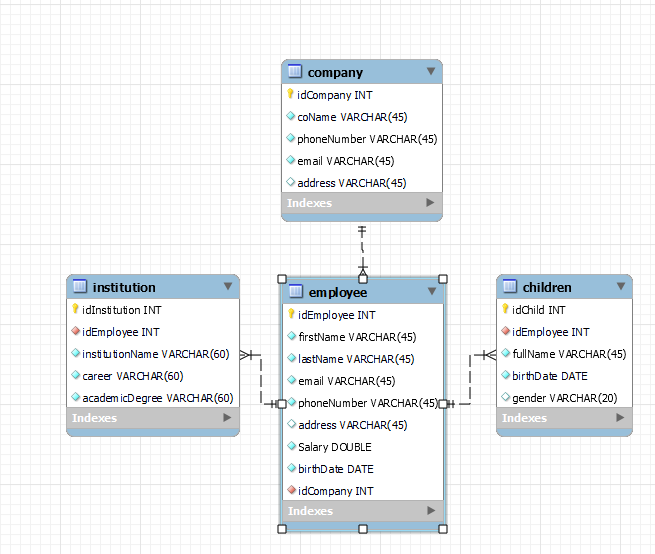 company
idCompany INT
coName VARCHAR(45)
phoneNumber VARCHAR(45)
email VARCHAR(45)
address VARCHAR(45)
Indexes
institution
idInstitution INT
idEmployee INT
institutionName VARCHAR(60)
career VARCHAR(60)
academicDegree VARCHAR(60)
Indexes
employee
idEmployee INT
firstName VARCHAR(45)
lastName VARCHAR(45)
email VARCHAR(45)
phoneNumber VARCHAR(45)
address VARCHAR(45)
Salary DOUBLE
birthDate DATE
idCompany INT
Indexes
children
idChild INT
idEmployee INT
fullName VARCHAR(45)
birthDate DATE
gender VARCHAR(20)
Indexes